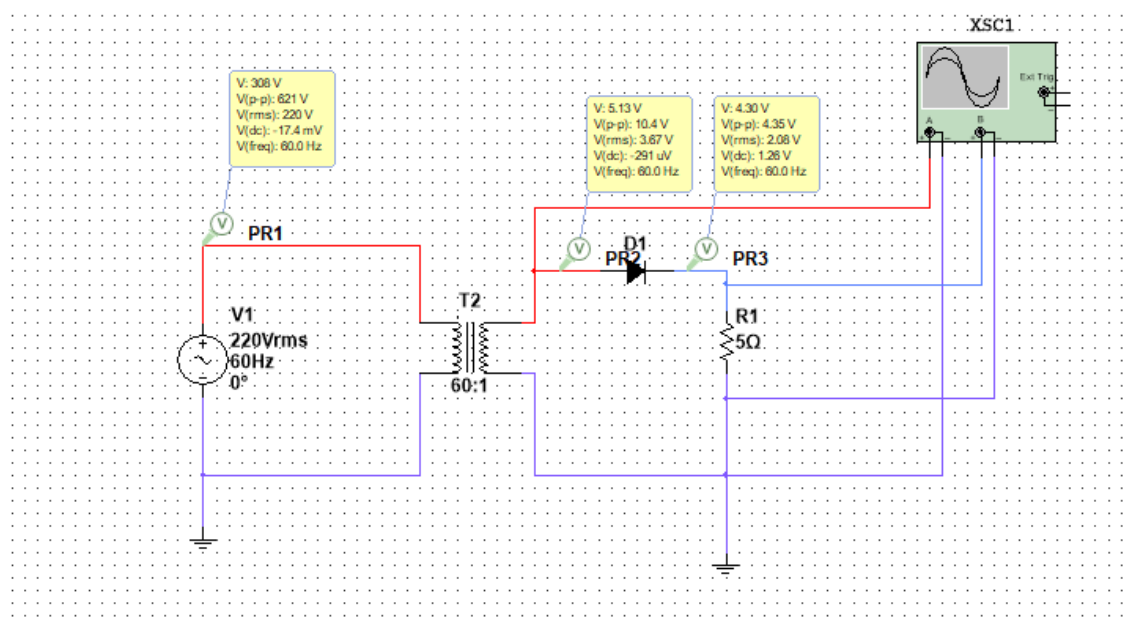 XSC1
Ext Trig
+
−
A
B
+
−
+
−
V: 308 V
V(p-p): 621 V
V(rms): 220 V
V(dc): -17.4 mV
V(freq): 60.0 Hz
V: 5.13 V
V(p-p): 10.4 V
V(rms): 3.67 V
V(dc): -291 uV
V(freq): 60.0 Hz
V: 4.30 V
V(p-p): 4.35 V
V(rms): 2.08 V
V(dc): 1.26 V
V(freq): 60.0 Hz
V
PR1
V
PR2
D1
V
PR3
T2
60:1
V1
220Vrms
60Hz
0°
+
−
R1
5Ω